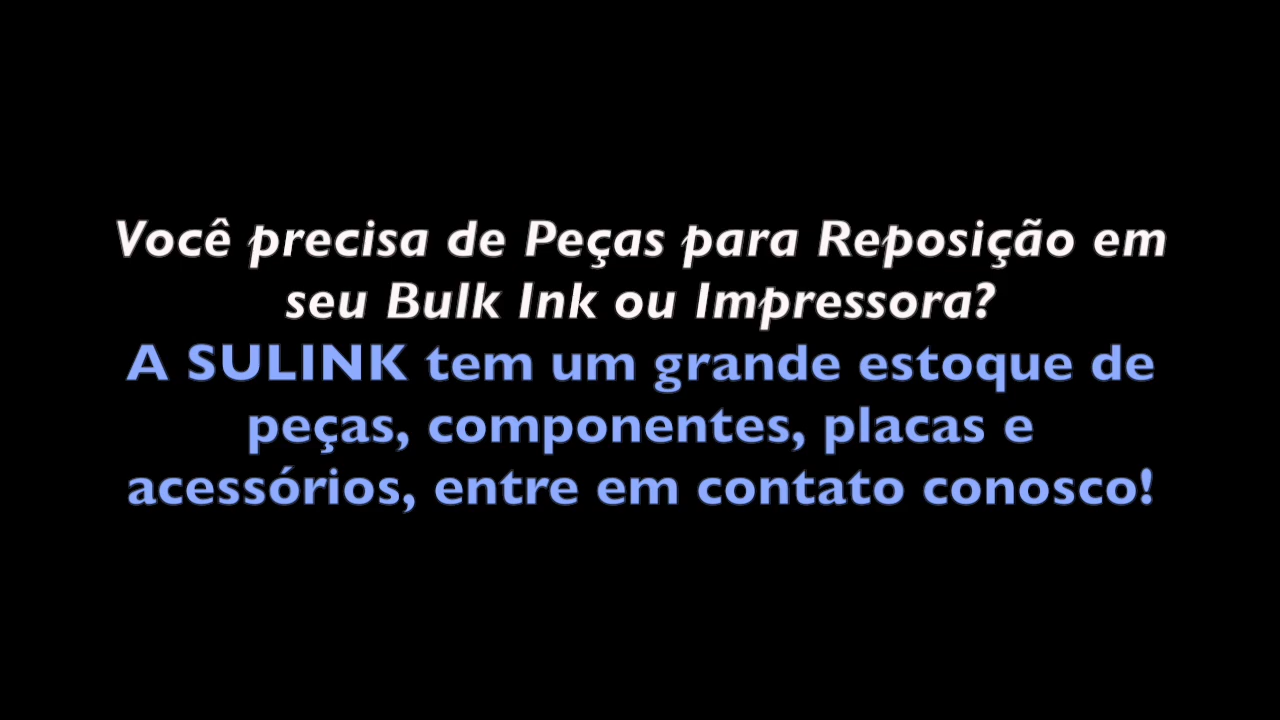 Você precisa de Peças para Reposição em
seu Bulk Ink ou Impressora?
A SULINK tem um grande estoque de
peças, componentes, placas e
acessórios, entre em contato conosco!